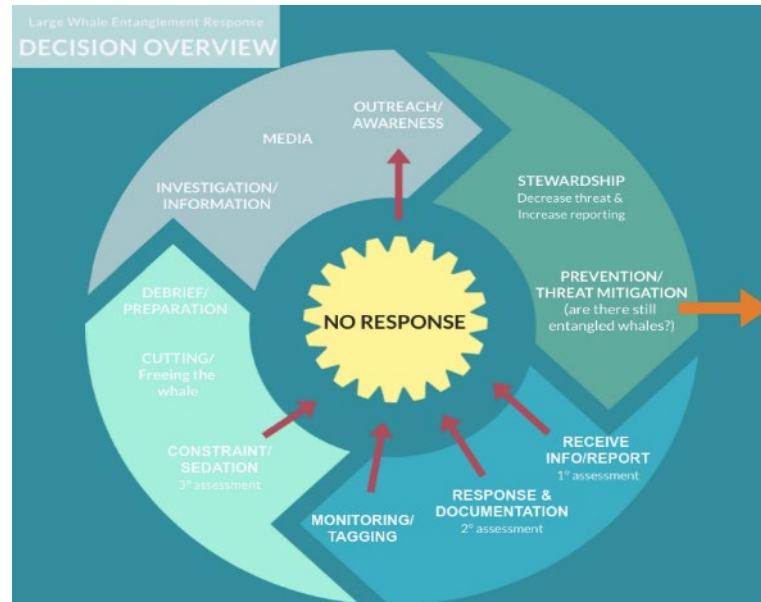 Large Whale Entanglement Response
DECISION OVERVIEW
OUTREACH/
AWARENESS
MEDIA
INVESTIGATION/
INFORMATION
STEWARDSHIP
Decrease threat &
Increase reporting
PREVENTION/
THREAT MITIGATION
(are there still
entangled whales?)
NO RESPONSE
DEBRIEF/
PREPARATION
CUTTING/
Freeing the
whale
CONSTRAINT/
SEDATION
3° assessment
MONITORING/
TAGGING
RESPONSE &
DOCUMENTATION
2° assessment
RECEIVE
INFO/REPORT
1° assessment